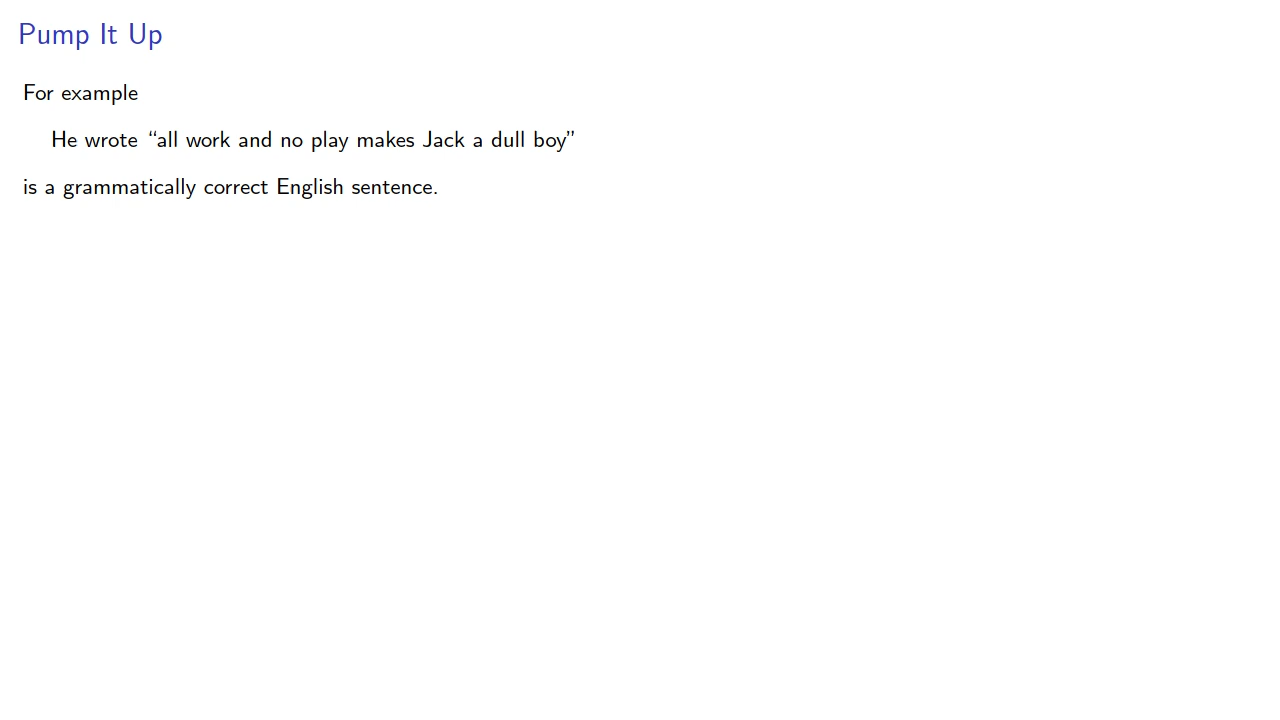 Pump It Up
For example
He wrote “all work and no play makes Jack a dull boy”
is a grammatically correct English sentence.